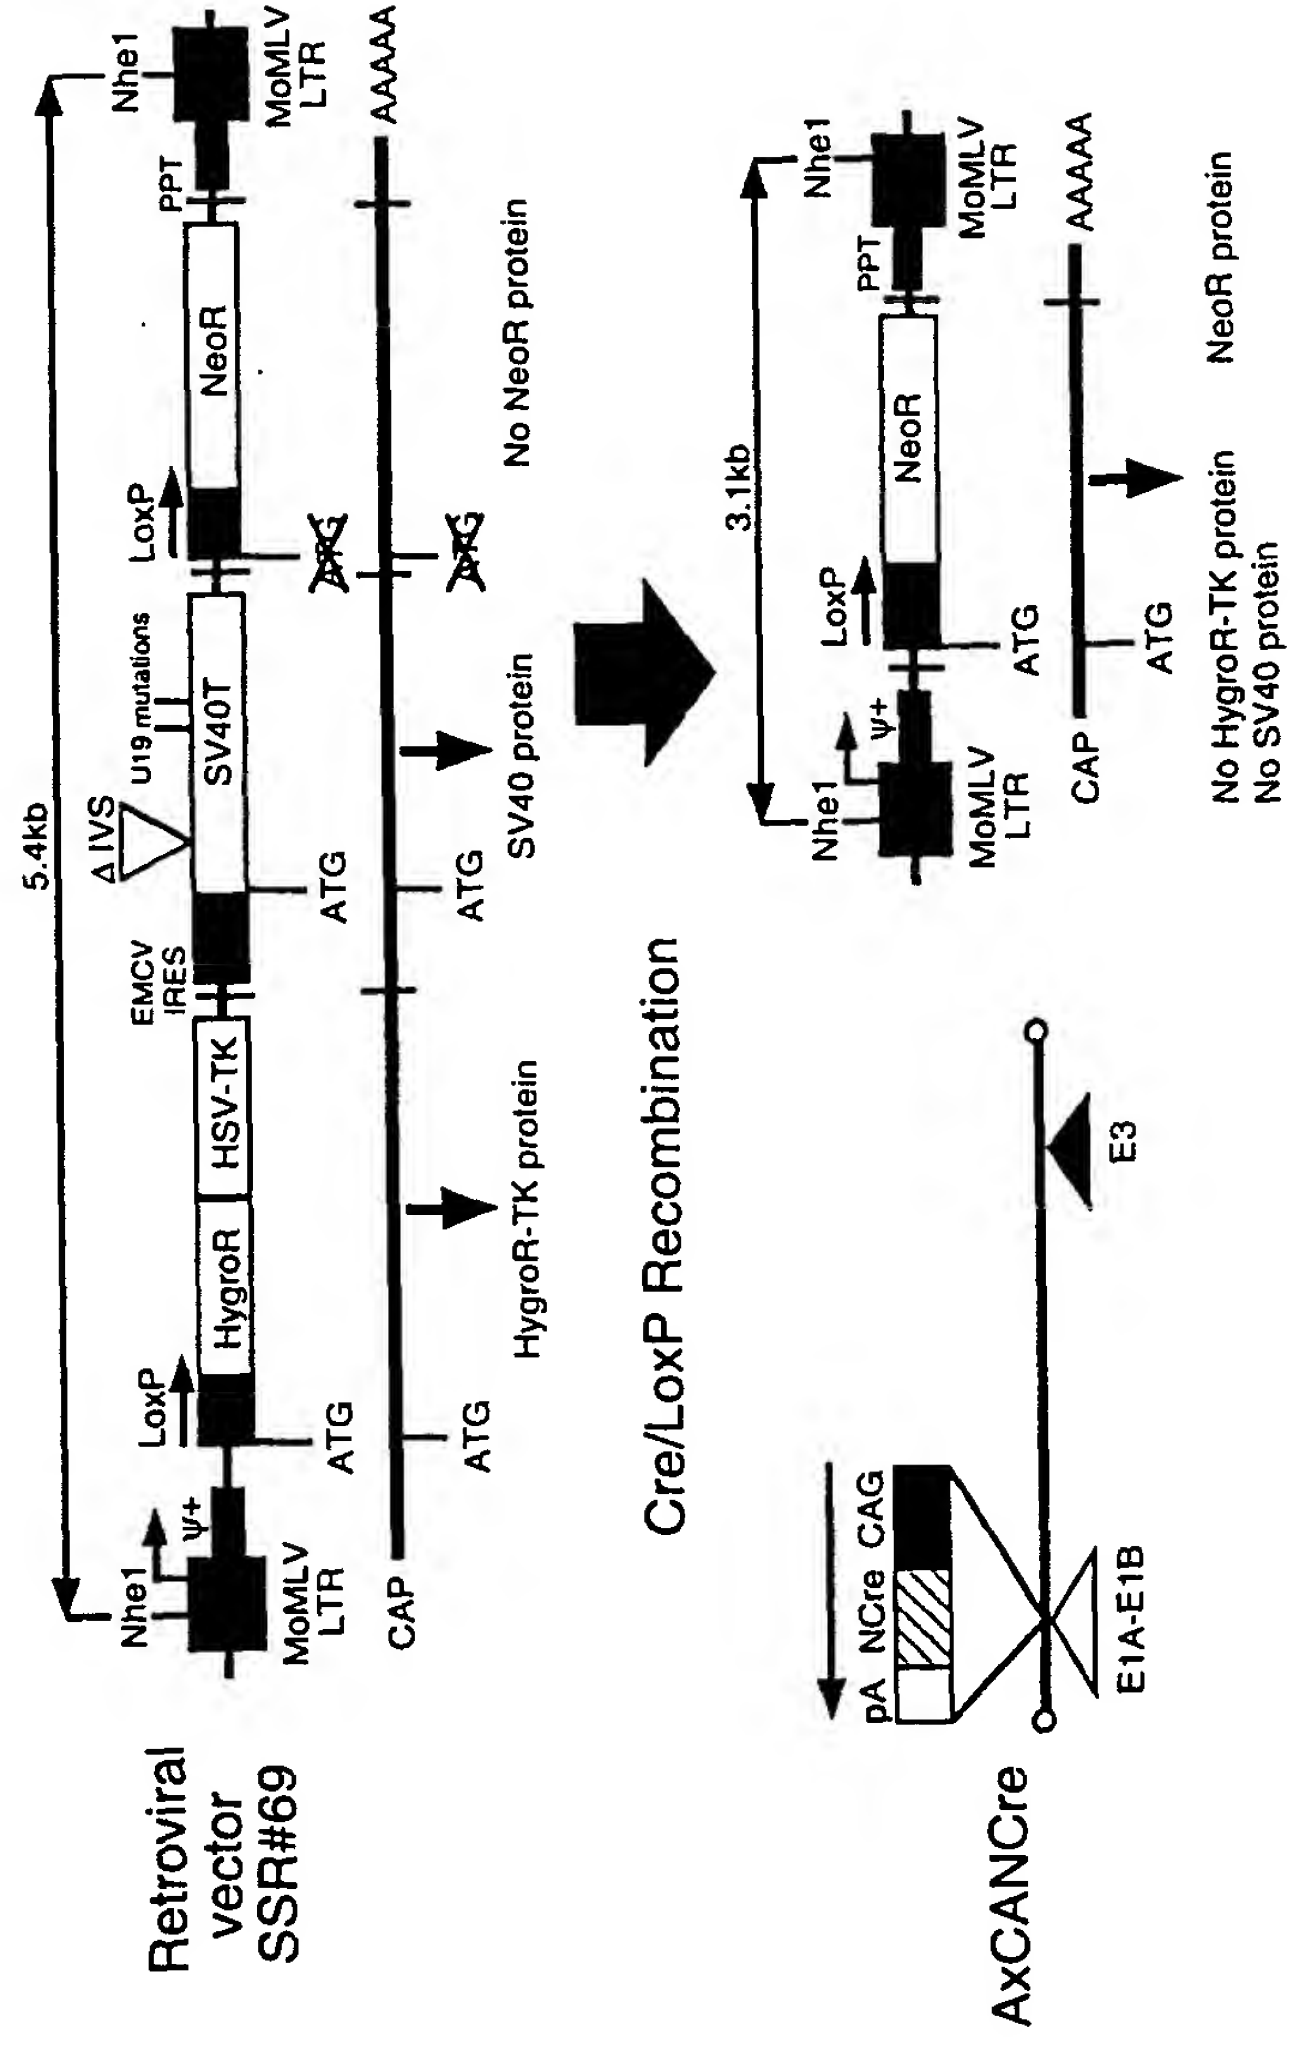 5.4kb
Nhe1
Nhe1
Δ IVS
U19 mutations
LoxP
EMCV
IRES
LoxP
PPT
ψ+
HygroR
HSV-TK
SV40T
NeoR
MoMLV
LTR
MoMLV
LTR
ATG
ATG
ATG
Retroviral
vector
SSR#69
CAP
AAAAA
ATG
ATG
ATG
HygroR-TK protein
SV40 protein
No NeoR protein
Cre/LoxP Recombination
3.1kb
Nhe1
Nhe1
LoxP
PPT
ψ+
NeoR
MoMLV
LTR
MoMLV
LTR
ATG
CAP
AAAAA
ATG
No HygroR-TK protein
No SV40 protein
NeoR protein
pA
NCre
CAG
AxCANCre
E1A-E1B
E3